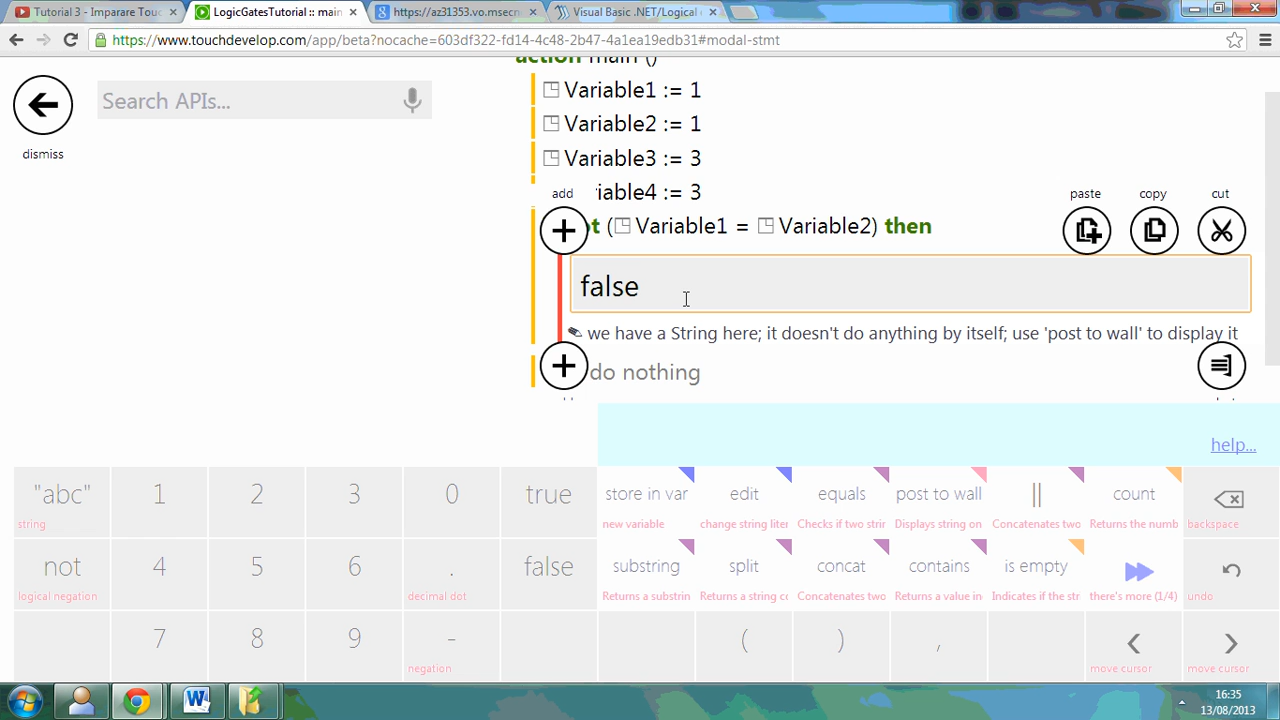 Tutorial 3 - Imparare Touc
LogicGatesTutorial :: main
https://az31353.vo.msecn
Visual Basic .NET/Logical
https://www.touchdevelop.com/app/beta?nocache=603df322-fd14-4c48-2b47-4a1ea19edb31#modal-stmt
action main ()
dismiss
Search APIs...
Variable1 := 1
Variable2 := 1
Variable3 := 3
add
iable4 := 3
paste
copy
cut
t (Variable1 = Variable2) then
false
we have a String here; it doesn't do anything by itself; use 'post to wall' to display it
do nothing
help...
"abc"
string
1
2
3
0
true
store in var
new variable
edit
change string liter
equals
Checks if two strin
post to wall
Displays string on
||
Concatenates two
count
Returns the numb
backspace
not
logical negation
4
5
6
.
decimal dot
false
substring
Returns a substrin
split
Returns a string co
concat
Concatenates two
contains
Returns a value in
is empty
Indicates if the str
there's more (1/4)
undo
7
8
9
-
negation
(
)
,
move cursor
move cursor
16:35
13/08/2013